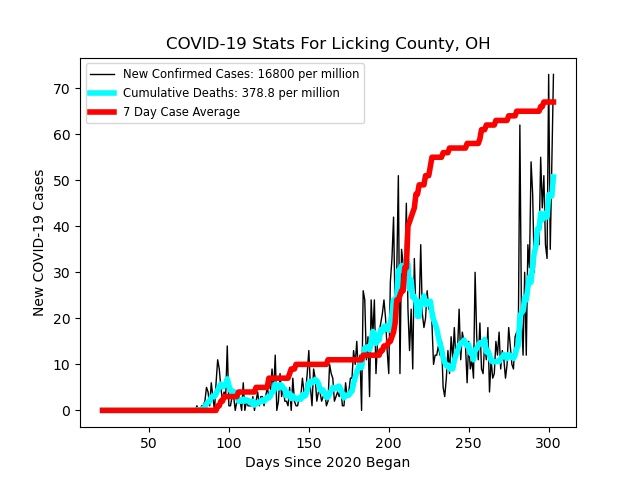 COVID-19 Stats For Licking County, OH
New Confirmed Cases: 16800 per million
Cumulative Deaths: 378.8 per million
7 Day Case Average
New COVID-19 Cases
70
60
50
40
30
20
10
0
50
100
150
200
250
300
Days Since 2020 Began